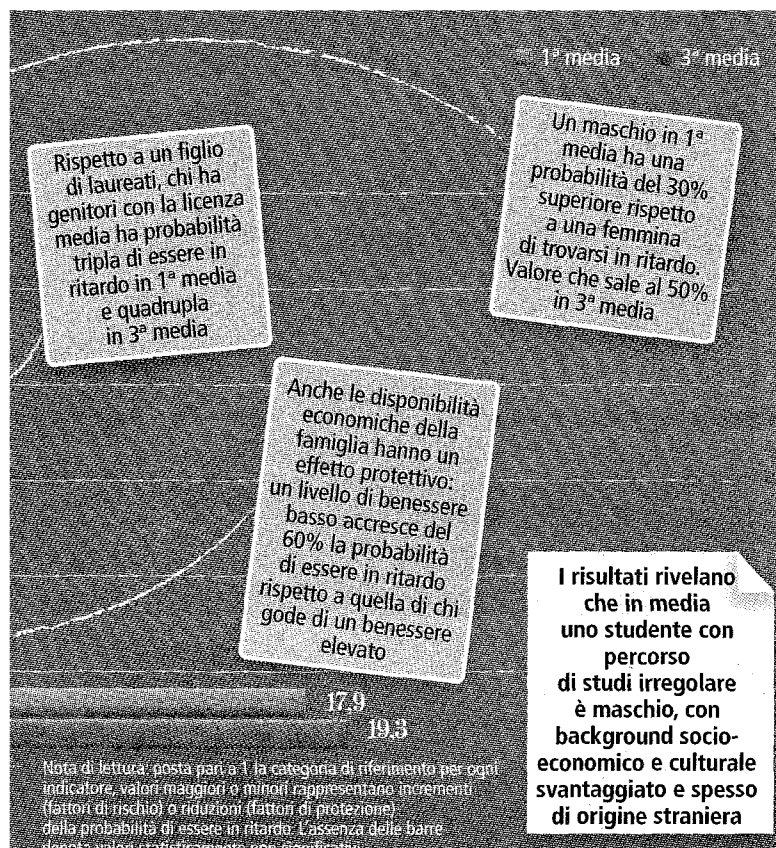 1ª media 3ª media
Rispetto a un figlio
di laureati, chi ha
genitori con la licenza
media ha probabilità
tripla di essere in
ritardo in 1ª media
e quadrupla
in 3ª media
Un maschio in 1ª
media ha una
probabilità del 30%
superiore rispetto
a una femmina
di trovarsi in ritardo.
Valore che sale al 50%
in 3ª media
Anche le disponibilità
economiche della
famiglia hanno un
effetto protettivo:
un livello di benessere
basso accresce del
60% la probabilità
di essere in ritardo
rispetto a quella di chi
gode di un benessere
elevato
I risultati rivelano
che in media
uno studente con
percorso
di studi irregolare
è maschio, con
background socio-
economico e culturale
svantaggiato e spesso
di origine straniera
17.9
19.3
Nota di lettura: posta pari a 1 la categoria di riferimento per ogni
indicatore, valori maggiori o minori rappresentano incrementi
(fattori di rischio) o riduzioni (fattori di protezione)
della probabilità di essere in ritardo. L'assenza delle barre